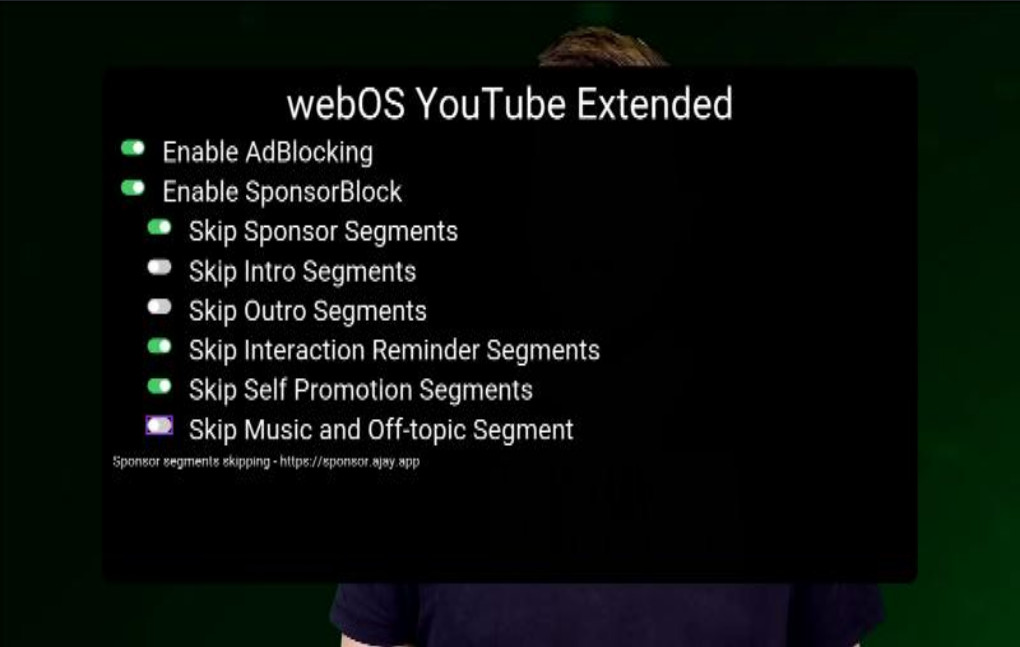 webOS YouTube Extended
Enable AdBlocking
Enable SponsorBlock
Skip Sponsor Segments
Skip Intro Segments
Skip Outro Segments
Skip Interaction Reminder Segments
Skip Self Promotion Segments
Skip Music and Off-topic Segment
Sponsor segments skipping - https://sponsor.ajay.app